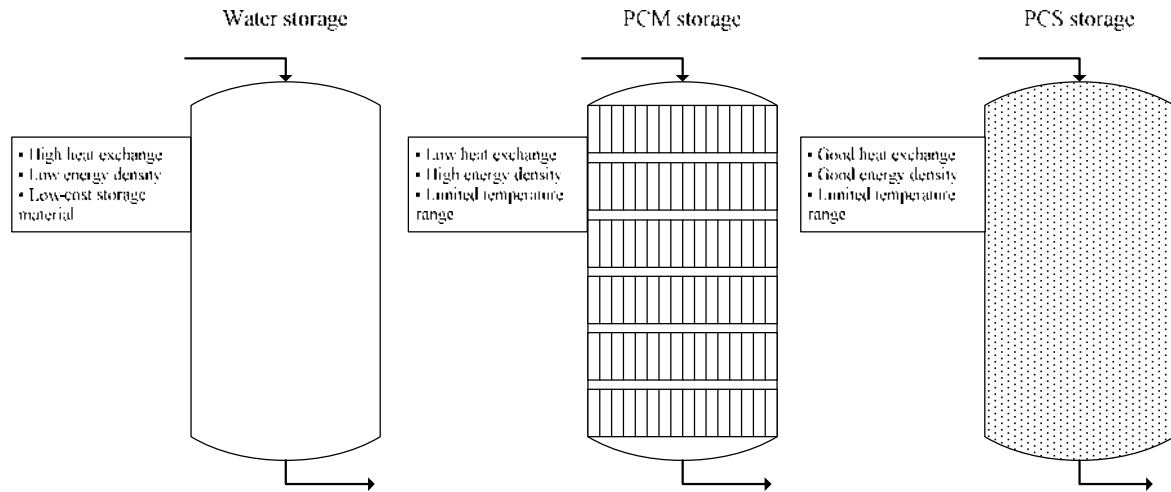 Water storage
▪ High heat exchange
▪ Low energy density
▪ Low-cost storage
material
PCM storage
▪ Low heat exchange
▪ High energy density
▪ Limited temperature
range
PCS storage
▪ Good heat exchange
▪ Good energy density
▪ Limited temperature
range